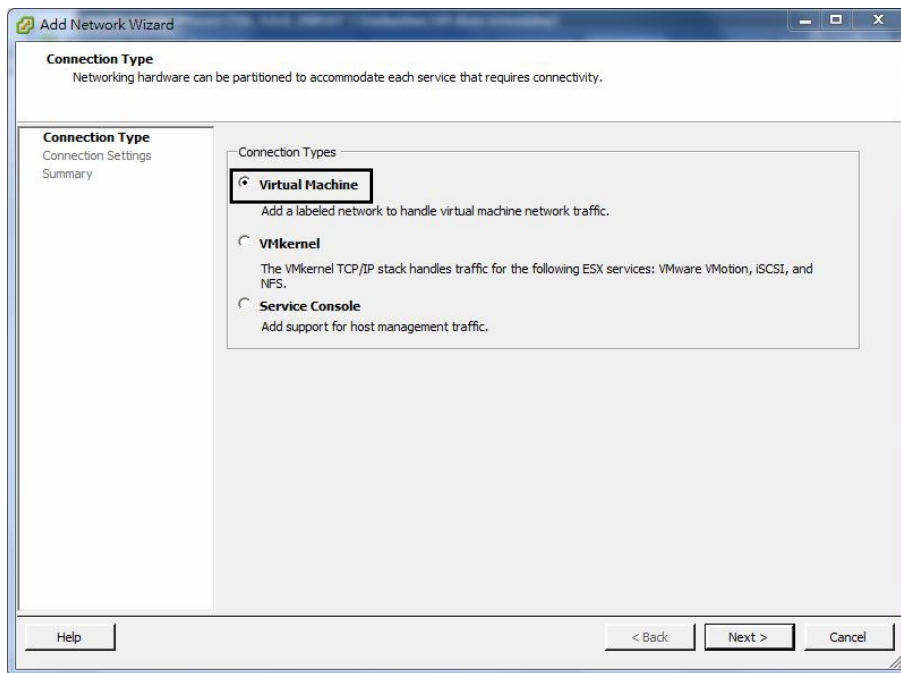 Add Network Wizard
Connection Type
Networking hardware can be partitioned to accommodate each service that requires connectivity.
Connection Type
Connection Settings
Summary
Connection Types
Virtual Machine
Add a labeled network to handle virtual machine network traffic.
VMkernel
The VMkernel TCP/IP stack handles traffic for the following ESX services: VMware VMotion, iSCSI, and
NFS.
Service Console
Add support for host management traffic.
Help
< Back
Next >
Cancel